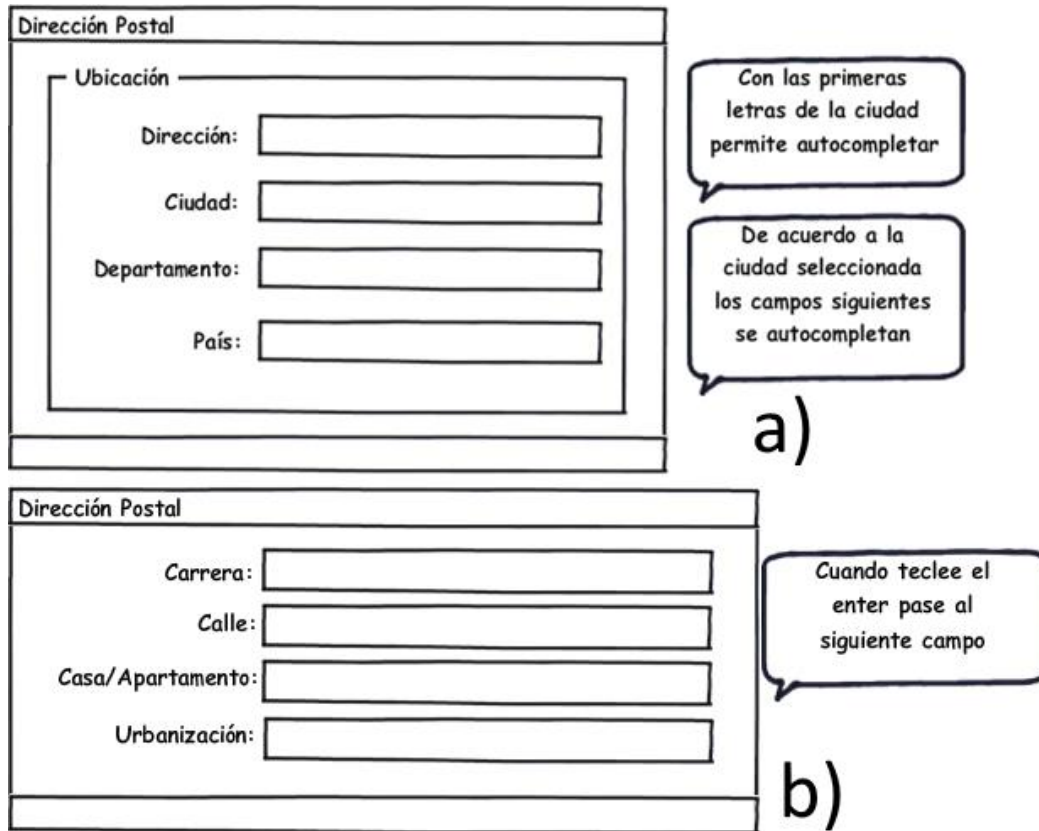 Dirección Postal
Ubicación
Dirección:
Ciudad:
Departamento:
País:
Con las primeras
letras de la ciudad
permite autocompletar
De acuerdo a la
ciudad seleccionada
los campos siguientes
se autocompletan
a)
Dirección Postal
Carrera:
Calle:
Casa/Apartamento:
Urbanización:
Cuando teclee el
enter pase al
siguiente campo
b)